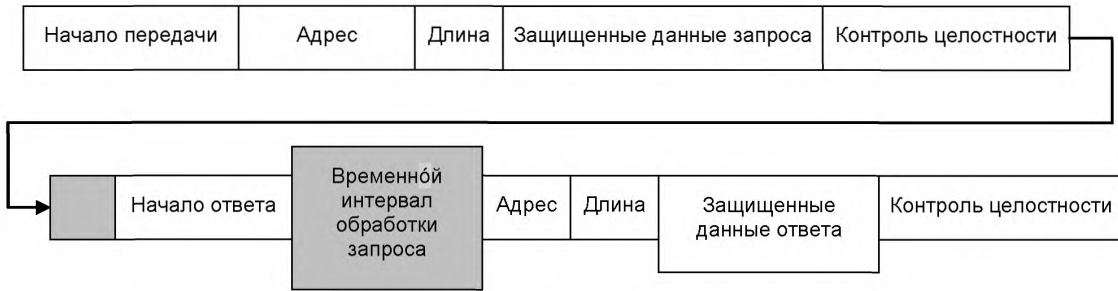 Начало передачи Адрес Длина Защищенные данные запроса Контроль целостности
Временно́й
интервал
обработки
запроса
Начало ответа Адрес Длина Защищенные
данные ответа
Контроль целостности